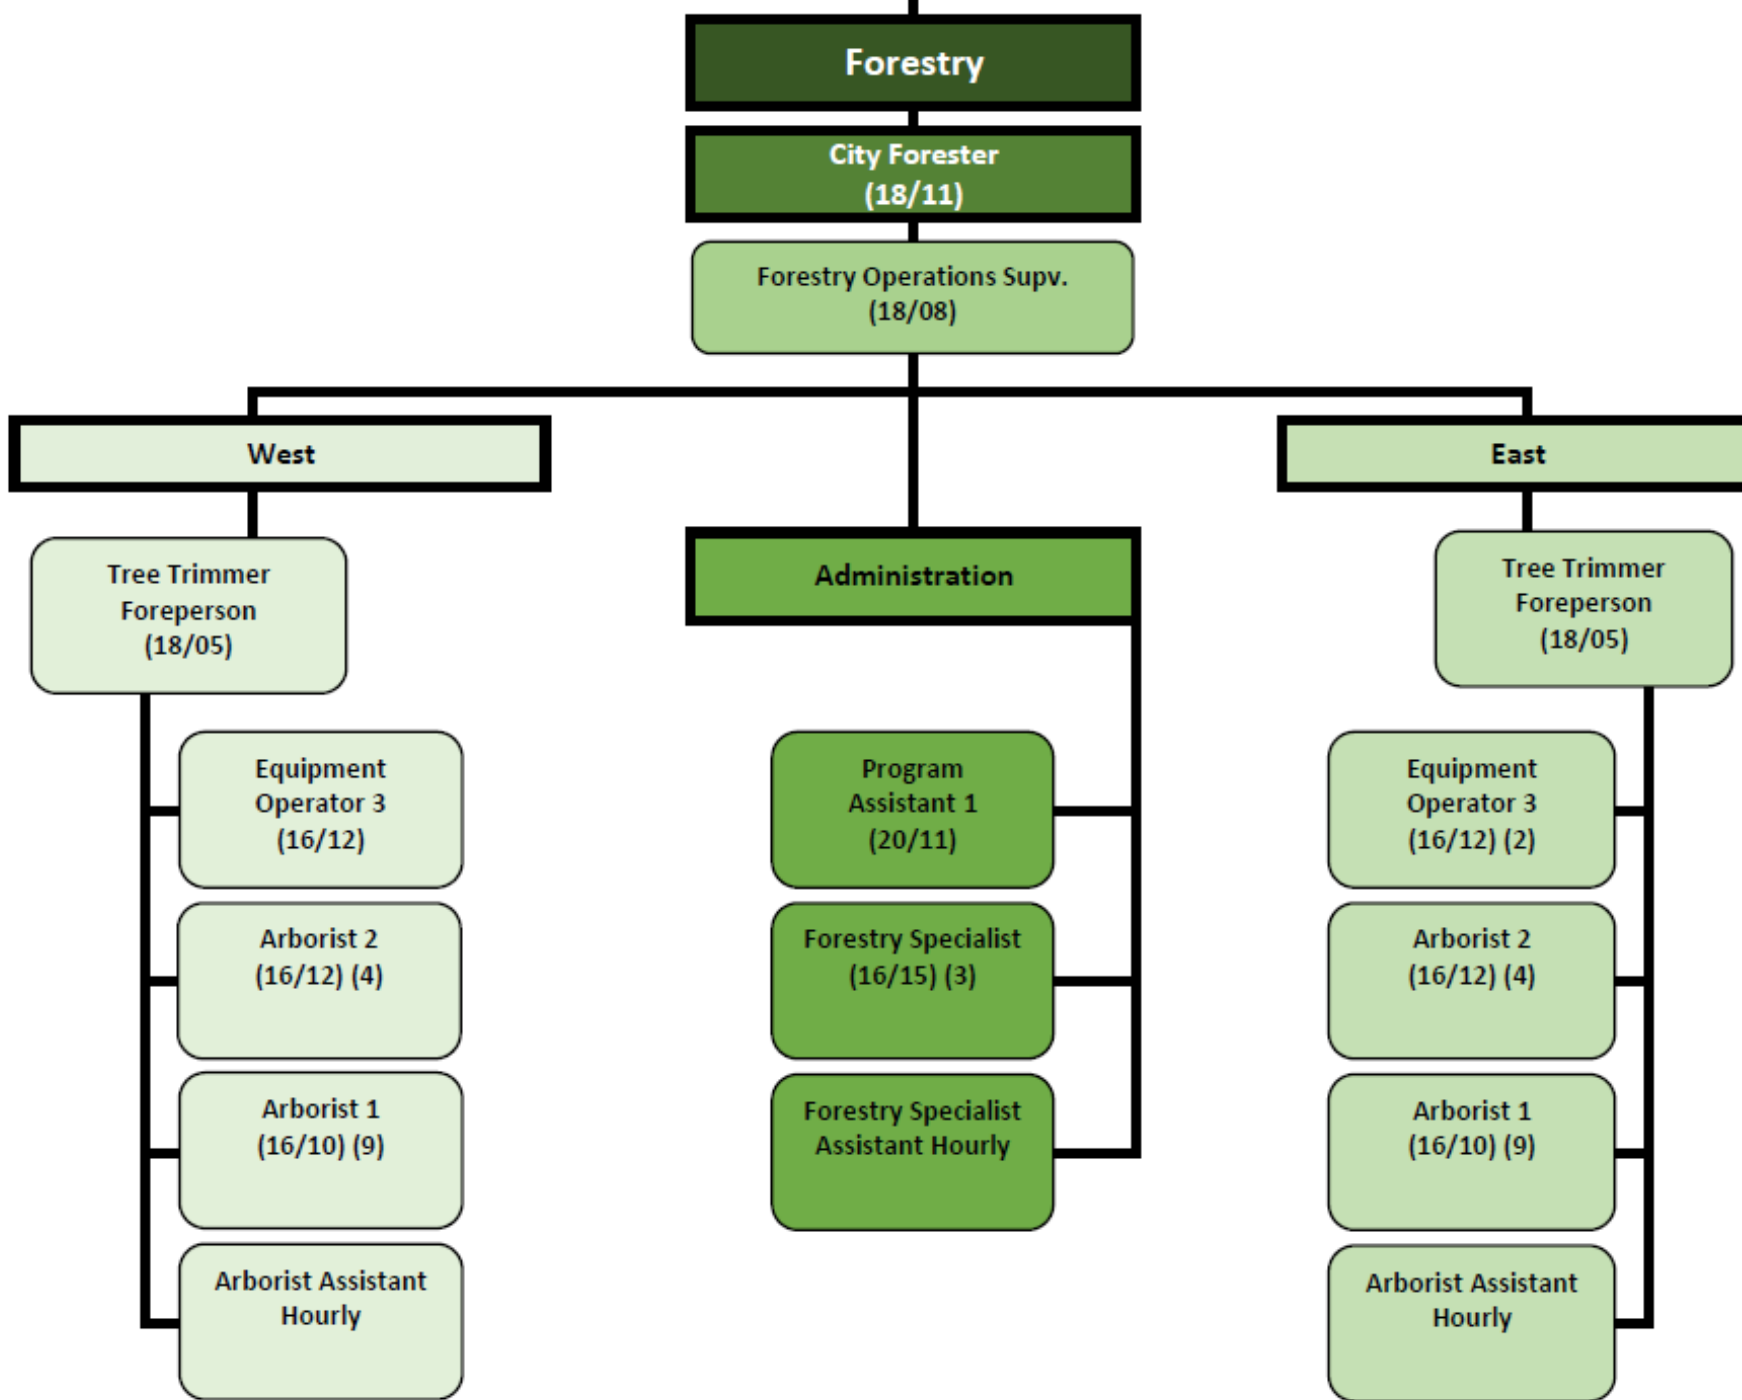 Forestry
City Forester
(18/11)
Forestry Operations Supv.
(18/08)
West
Tree Trimmer
Foreperson
(18/05)
Equipment
Operator 3
(16/12)
Arborist 2
(16/12) (4)
Arborist 1
(16/10) (9)
Arborist Assistant
Hourly
Administration
Program
Assistant 1
(20/11)
Forestry Specialist
(16/15) (3)
Forestry Specialist
Assistant Hourly
East
Tree Trimmer
Foreperson
(18/05)
Equipment
Operator 3
(16/12) (2)
Arborist 2
(16/12) (4)
Arborist 1
(16/10) (9)
Arborist Assistant
Hourly